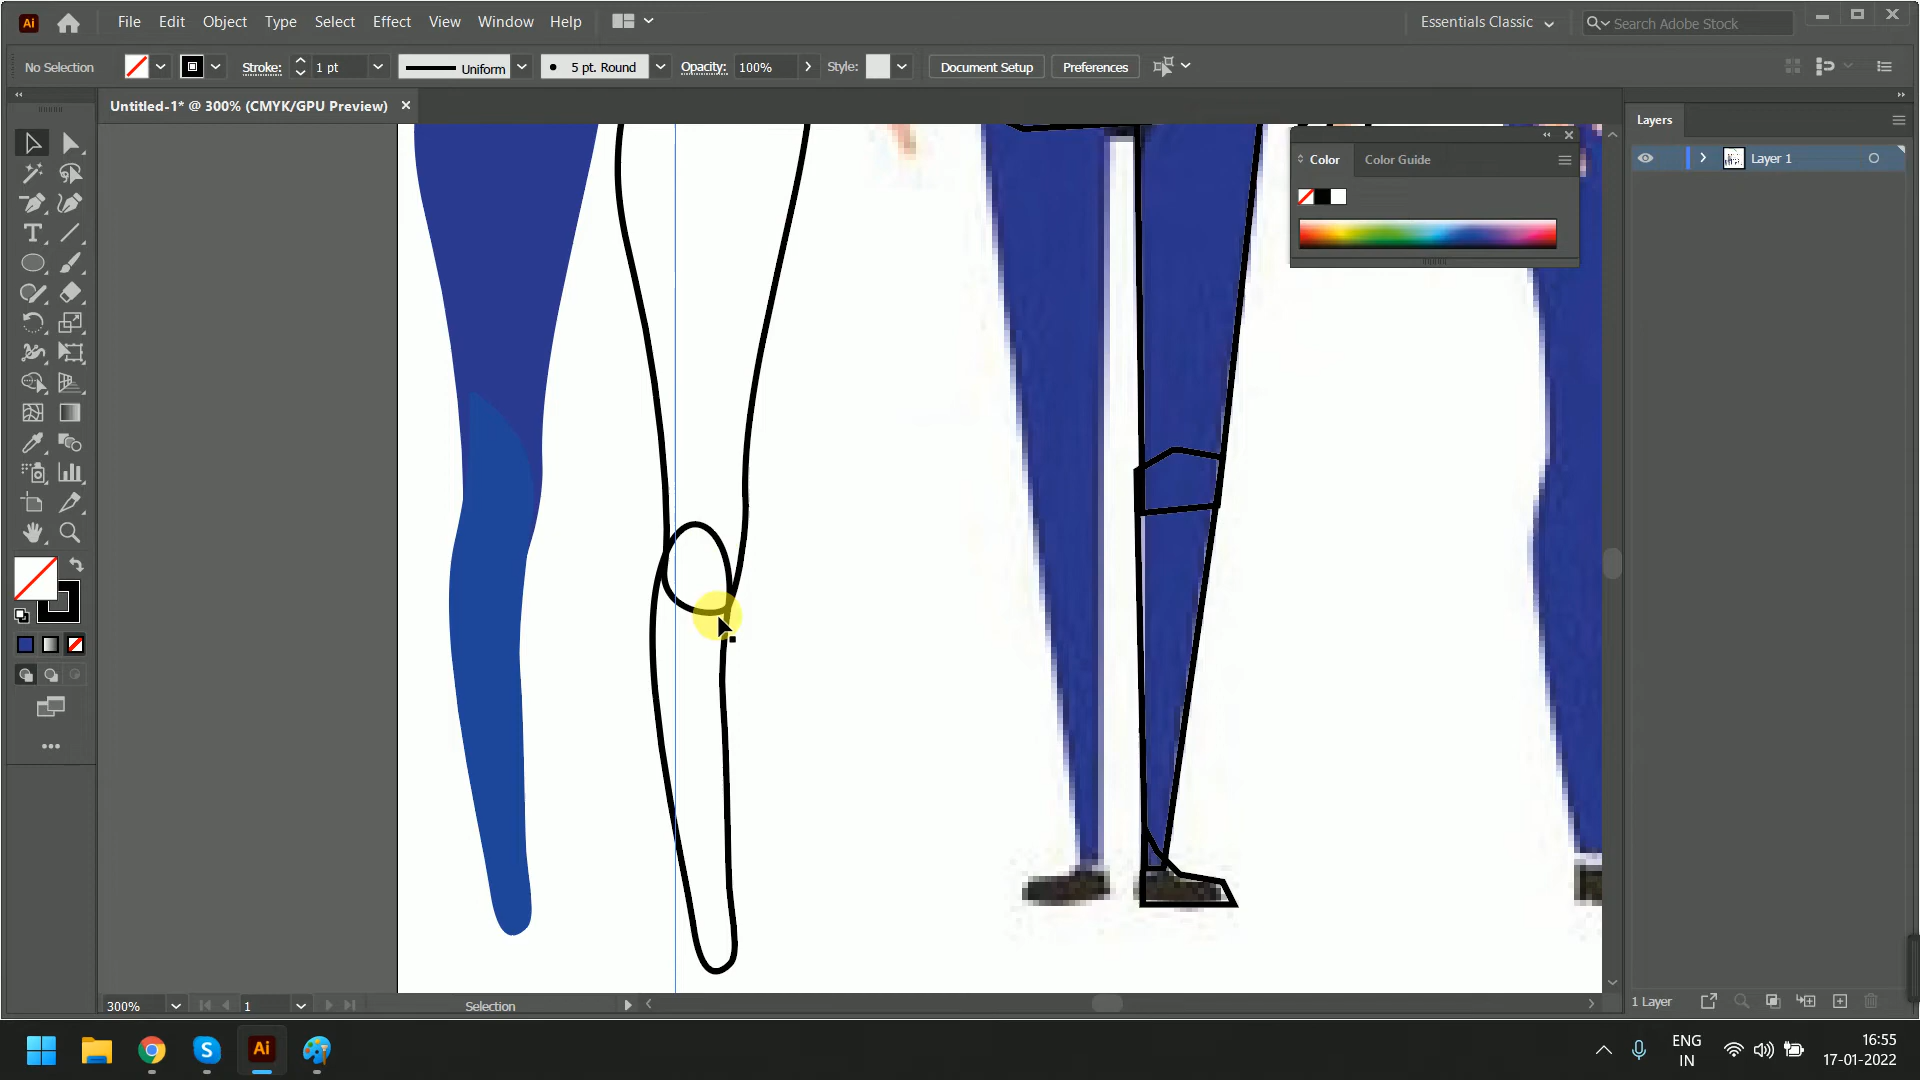 Ai File Edit Object Type Select Effect View Window Help Essentials Classic Search Adobe Stock
No Selection Stroke: 1 pt Uniform 5 pt. Round Opacity: 100% Style: Document Setup Preferences
Untitled-1* @ 300% (CMYK/GPU Preview)
Layers
Color Color Guide
Layer 1
300% 1 Selection
1 Layer
Ai
ENG
IN
16:55
17-01-2022